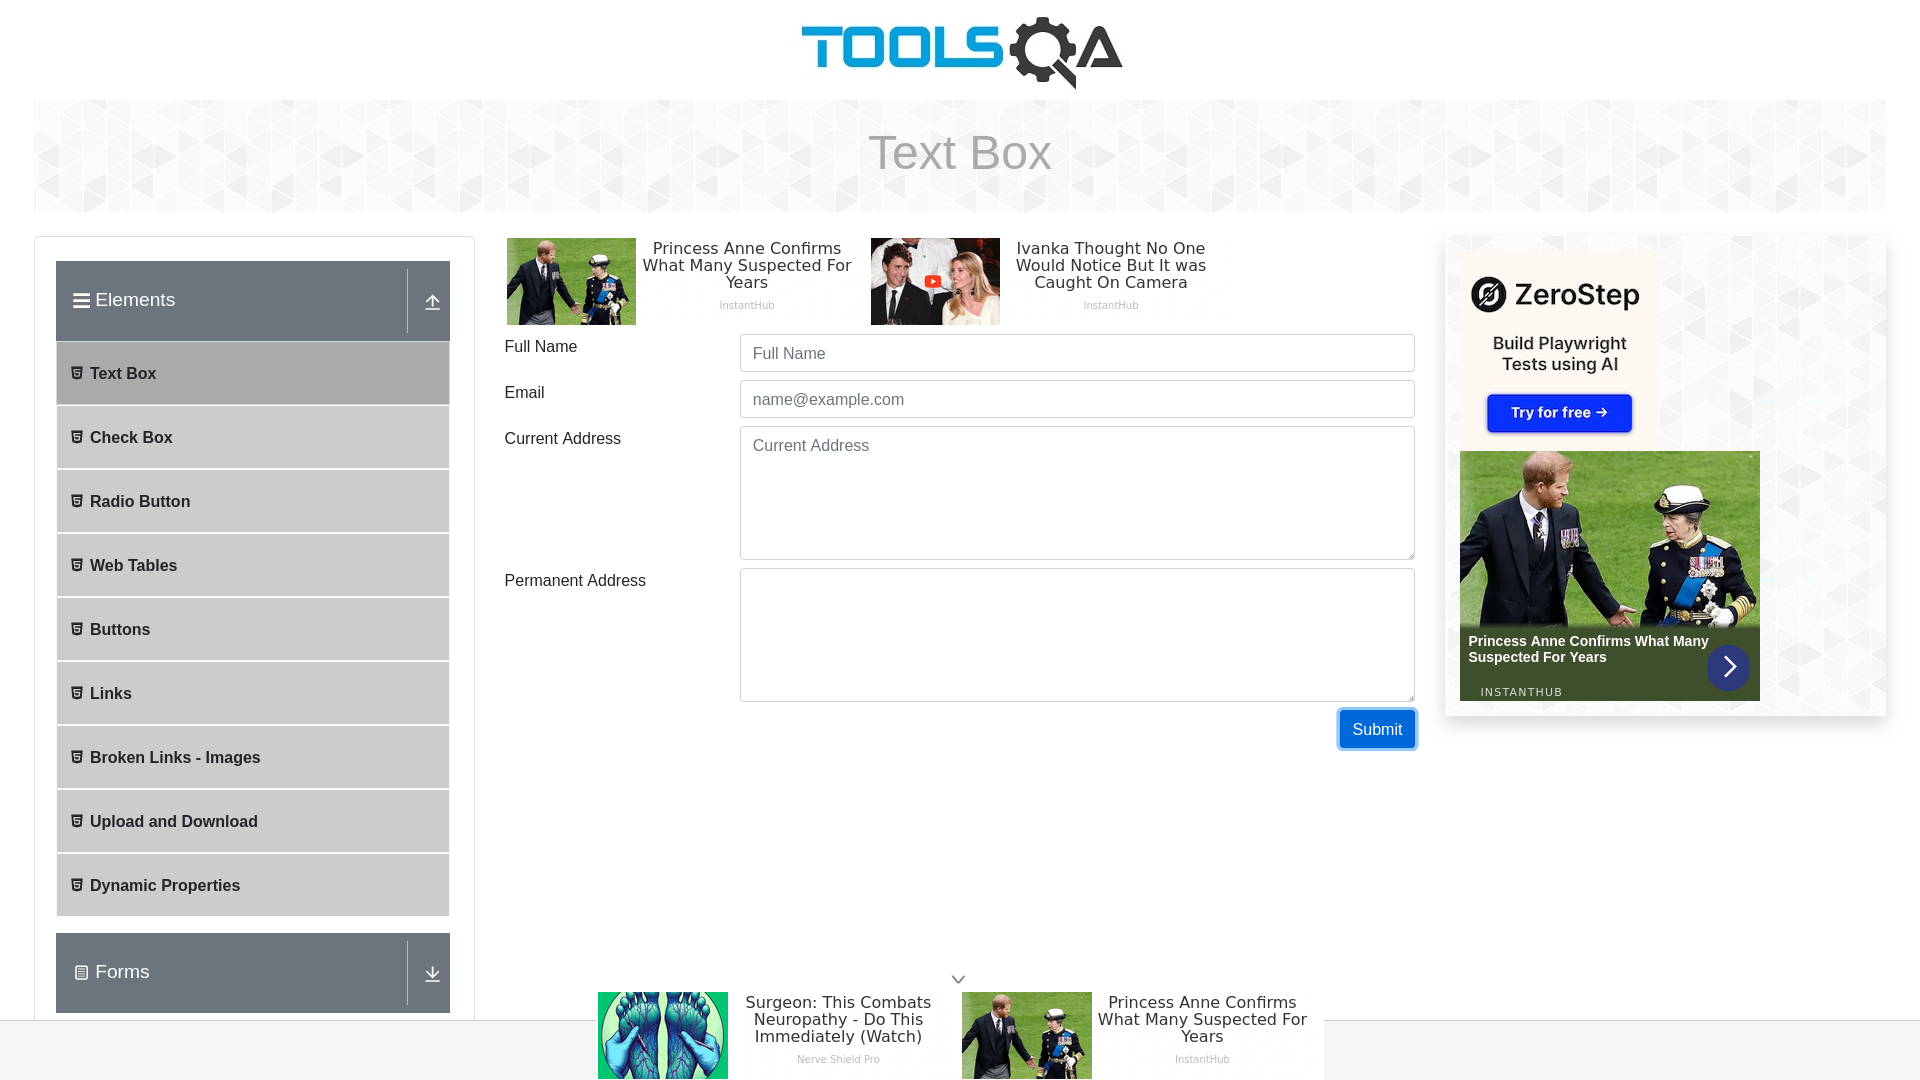 TOOLSQA
Text Box
Elements
Text Box
Check Box
Radio Button
Web Tables
Buttons
Links
Broken Links - Images
Upload and Download
Dynamic Properties
Forms
Princess Anne Confirms
What Many Suspected For
Years
InstantHub
Ivanka Thought No One
Would Notice But It was
Caught On Camera
InstantHub
Full Name
Full Name
Email
name@example.com
Current Address
Current Address
Permanent Address
Submit
ZeroStep
Build Playwright
Tests using AI
Try for free →
Princess Anne Confirms What Many
Suspected For Years
INSTANTHUB
Surgeon: This Combats
Neuropathy - Do This
Immediately (Watch)
Nerve Shield Pro
Princess Anne Confirms
What Many Suspected For
Years
InstantHub